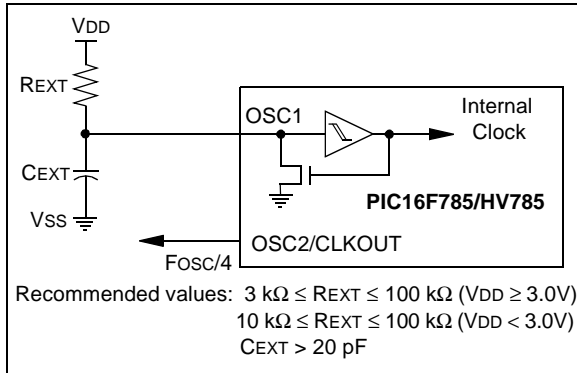 VDD
REXT
OSC1
Internal
Clock
CEXT
PIC16F785/HV785
VSS
OSC2/CLKOUT
FOSC/4
Recommended values: 3 kΩ ≤ REXT ≤ 100 kΩ (VDD ≥ 3.0V)
10 kΩ ≤ REXT ≤ 100 kΩ (VDD < 3.0V)
CEXT > 20 pF